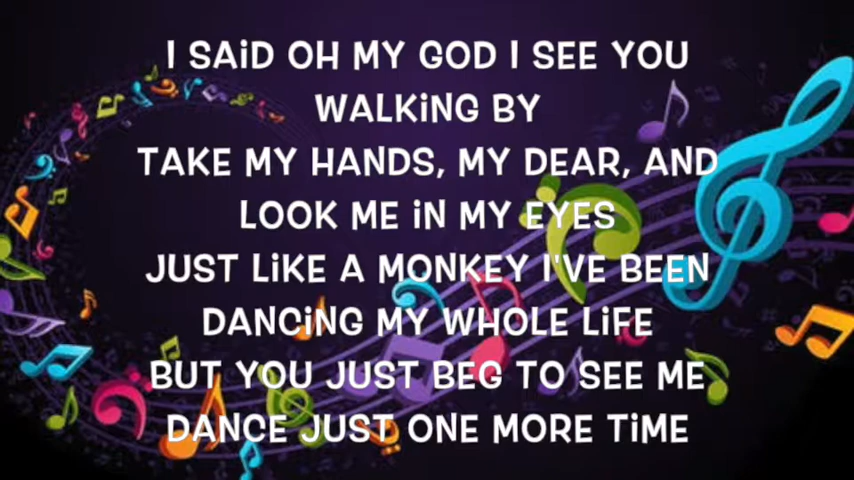 I SAID OH MY GOD I SEE YOU
WALKING BY
TAKE MY HANDS, MY DEAR, AND
LOOK ME IN MY EYES
JUST LIKE A MONKEY I'VE BEEN
DANCING MY WHOLE LIFE
BUT YOU JUST BEG TO SEE ME
DANCE JUST ONE MORE TIME